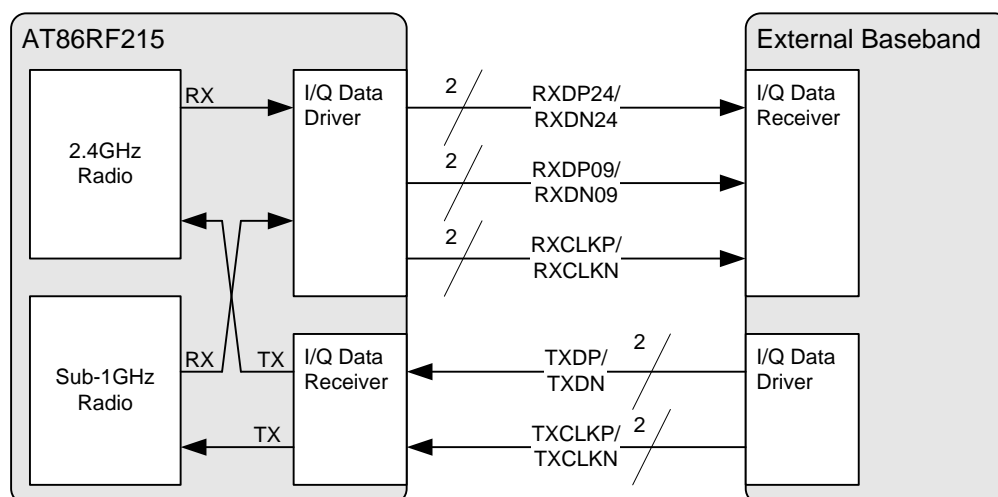 AT86RF215
External Baseband
2.4GHz
Radio
RX
I/Q Data
Driver
2
RXDP24/
RXDN24
I/Q Data
Receiver
2
RXDP09/
RXDN09
2
RXCLKP/
RXCLKN
Sub-1GHz
Radio
RX
TX
I/Q Data
Receiver
TXDP/
TXDN
2
I/Q Data
Driver
TX
TXCLKP/
TXCLKN
2